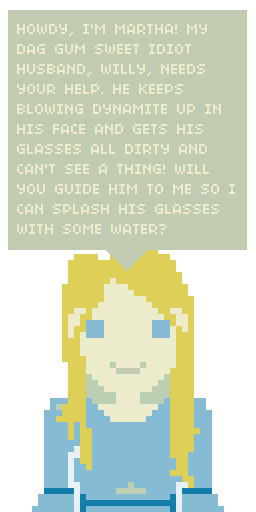 HOWDY, I'M MARTHA! MY
DAG GUM SWEET IDIOT
HUSBAND, WILLY, NEEDS
YOUR HELP. HE KEEPS
BLOWING DYNAMITE UP IN
HIS FACE AND GETS HIS
GLASSES ALL DIRTY AND
CAN'T SEE A THING! WILL
YOU GUIDE HIM TO ME SO I
CAN SPLASH HIS GLASSES
WITH SOME WATER?